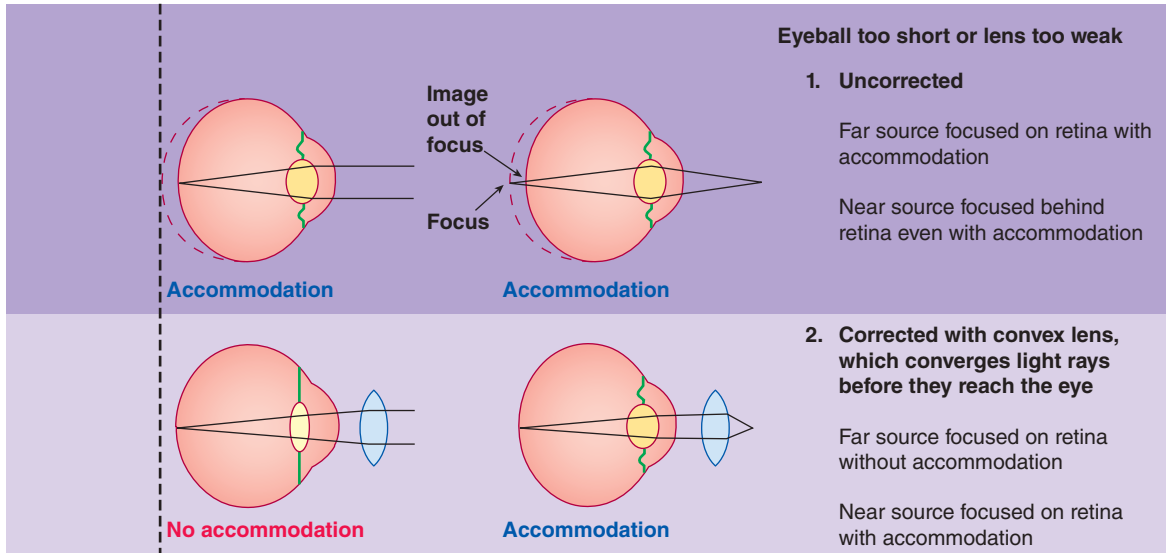 Eyeball too short or lens too weak
1. Uncorrected
Far source focused on retina with
accommodation
Near source focused behind
retina even with accommodation
Image
out of
focus
Focus
Accommodation
Accommodation
2. Corrected with convex lens,
which converges light rays
before they reach the eye
Far source focused on retina
without accommodation
Near source focused on retina
with accommodation
No accommodation
Accommodation